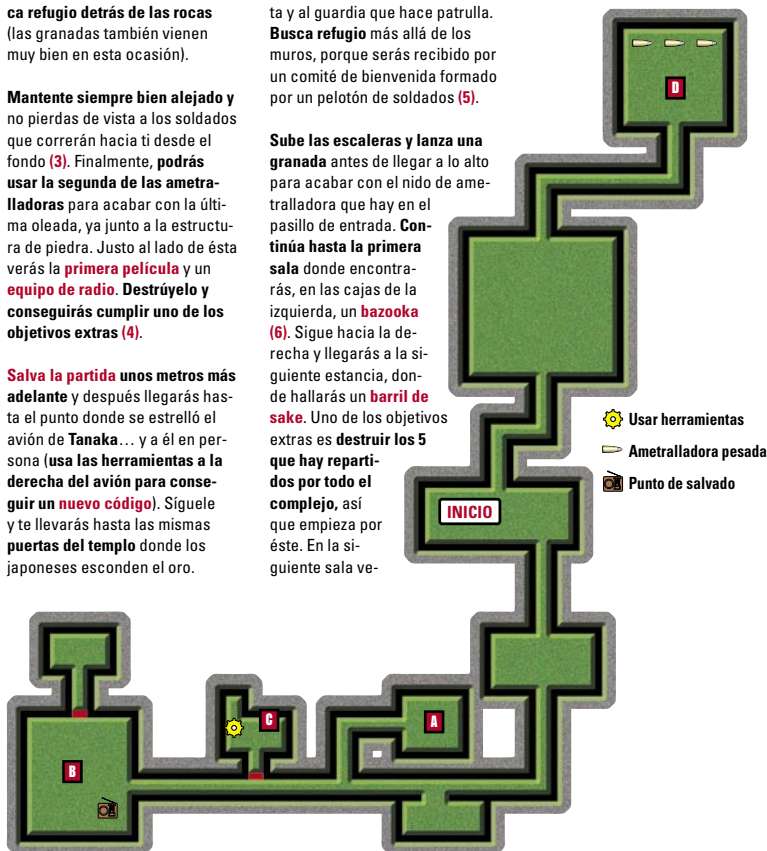 ca refugio detrás de las rocas
(las granadas también vienen
muy bien en esta ocasión).
Mantente siempre bien alejado y
no pierdas de vista a los soldados
que correrán hacia ti desde el
fondo (3). Finalmente, podrás
usar la segunda de las ametra-
lladoras para acabar con la últi-
ma oleada, ya junto a la estructu-
ra de piedra. Justo al lado de ésta
verás la primera película y un
equipo de radio. Destrúyelo y
conseguirás cumplir uno de los
objetivos extras (4).
Salva la partida unos metros más
adelante y después llegarás has-
ta el punto donde se estrelló el
avión de Tanaka… y a él en per-
sona (usa las herramientas a la
derecha del avión para conse-
guir un nuevo código). Síguele
y te llevarás hasta las mismas
puertas del templo donde los
japoneses esconden el oro.
ta y al guardia que hace patrulla.
Busca refugio más allá de los
muros, porque serás recibido por
un comité de bienvenida formado
por un pelotón de soldados (5).
Sube las escaleras y lanza una
granada antes de llegar a lo alto
para acabar con el nido de ame-
tralladora que hay en el
pasillo de entrada. Con-
tinúa hasta la primera
sala donde encontra-
rás, en las cajas de la
izquierda, un bazooka
(6). Sigue hacia la de-
recha y llegarás a la si-
guiente estancia, don-
de hallarás un barril de
sake. Uno de los objetivos
extras es destruir los 5
que hay reparti-
dos por todo el
complejo, así
que empieza por
éste. En la si-
guiente sala ve-
D
Usar herramientas
Ametralladora pesada
Punto de salvado
INICIO
A
C
B